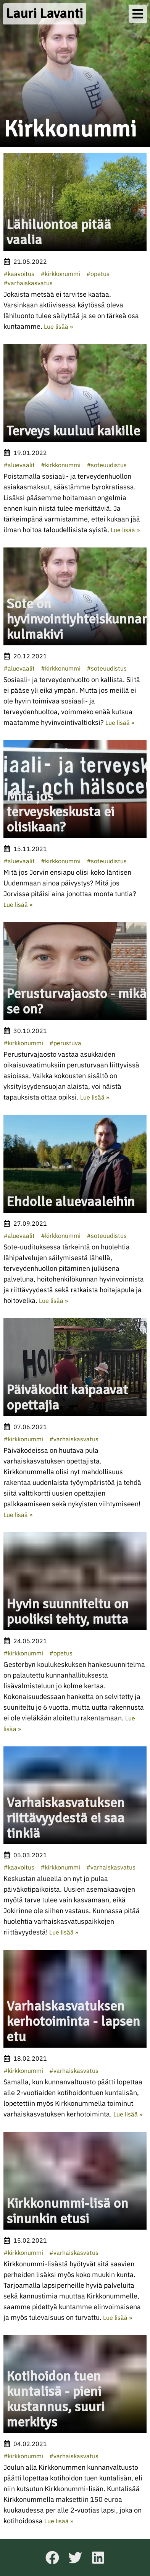 Lauri Lavanti
Kirkkonummi
Lähiluontoa pitää
vaalia
21.05.2022
#kaavoitus #kirkkonummi #opetus
#varhaiskasvatus
Jokaista metsää ei tarvitse kaataa.
Varsinkaan aktiivisessa käytössä oleva
lähiluonto tulee säilyttää ja se on tärkeä osa
kuntaamme. Lue lisää »
Terveys kuuluu kaikille
19.01.2022
#aluevaalit #kirkkonummi #soteuudistus
Poistamalla sosiaali- ja terveydenhuollon
asiakasmaksut, säästämme byrokratiassa.
Lisäksi pääsemme hoitamaan ongelmia
ennen kuin niistä tulee merkittäviä. Ja
tärkeimpänä varmistamme, ettei kukaan jää
ilman hoitoa taloudellisista syistä. Lue lisää »
Sote on
hyvinvointiyhteiskunnan
kulmakivi
20.12.2021
#aluevaalit #kirkkonummi #soteuudistus
Sosiaali- ja terveydenhuolto on kallista. Siitä
ei pääse yli eikä ympäri. Mutta jos meillä ei
ole hyvin toimivaa sosiaali- ja
terveydenhuoltoa, voimmeko enää kutsua
maatamme hyvinvointivaltioksi? Lue lisää »
Mitä jos
terveyskeskusta ei
olisikaan?
15.11.2021
#aluevaalit #kirkkonummi #soteuudistus
Mitä jos Jorvin ensiapu olisi koko läntisen
Uudenmaan ainoa päivystys? Mitä jos
Jorvissa pitäisi aina jonottaa monta tuntia?
Lue lisää »
Perusturvajaosto - mikä
se on?
30.10.2021
#kirkkonummi #perustuva
Perusturvajaosto vastaa asukkaiden
oikaisuvaatimuksiin perusturvaan liittyvissä
asioissa. Vaikka kokousten sisältö on
yksityisyydensuojan alaista, voi näistä
tapauksista ottaa opiksi. Lue lisää »
Ehdolle aluevaaleihin
27.09.2021
#aluevaalit #kirkkonummi #soteuudistus
Sote-uudituksessa tärkeintä on huolehtia
lähipalvelujen säilymisestä lähellä,
terveydenhuollon pitäminen julkisena
palveluna, hoitohenkilökunnan hyvinvoinnista
ja riittävyydestä sekä ratkaista hoitajapula ja
hoitovelka. Lue lisää »
Päiväkodit kaipaavat
opettajia
07.06.2021
#kirkkonummi #varhaiskasvatus
Päiväkodeissa on huutava pula
varhaiskasvatuksen opettajista.
Kirkkonummella olisi nyt mahdollisuus
rakentaa uudenlaista työympäristöä ja tehdä
siitä valttikortti uusien opettajien
palkkaamiseen sekä nykyisten viihtymiseen!
Lue lisää »
Hyvin suunniteltu on
puoliksi tehty, mutta
24.05.2021
#kirkkonummi #opetus
Gesterbyn koulukeskuksen hankesuunnitelma
on palautettu kunnanhallituksesta
lisävalmisteluun jo kolme kertaa.
Kokonaisuudessaan hanketta on selvitetty ja
suuniteltu jo 6 vuotta, mutta uutta rakennusta
ei ole vieläkään aloitettu rakentamaan. Lue
lisää »
Varhaiskasvatuksen
riittävyydestä ei saa
tinkiä
05.03.2021
#kaavoitus #kirkkonummi #varhaiskasvatus
Keskustan alueella on nyt jo pulaa
päiväkotipaikoista. Uusien asemakaavojen
myötä tarve tulee vain kasvamaan, eikä
Jokirinne ole siihen vastaus. Kunnassa pitää
huolehtia varhaiskasvatuspaikkojen
riittävyydestä! Lue lisää »
Varhaiskasvatuksen
kerhotoiminta - lapsen
etu
18.02.2021
#kirkkonummi #varhaiskasvatus
Samalla, kun kunnanvaltuusto päätti lopettaa
alle 2-vuotiaiden kotihoidontuen kuntalisän,
lopetettiin myös Kirkkonummella toiminut
varhaiskasvatuksen kerhotoiminta. Lue lisää »
Kirkkonummi-lisä on
sinunkin etusi
15.02.2021
#kirkkonummi #varhaiskasvatus
Kirkkonummi-lisästä hyötyvät sitä saavien
perheiden lisäksi myös koko muukin kunta.
Tarjoamalla lapsiperheille hyviä palveluita
sekä kannustimia muuttaa Kirkkonummelle,
saamme pidettyä kuntamme elinvoimaisena
ja myös tulevaisuus on turvattu. Lue lisää »
Kotihoidon tuen
kuntalisä - pieni
kustannus, suuri
merkitys
04.02.2021
#kirkkonummi #varhaiskasvatus
Joulun alla Kirkkonummen kunnanvaltuusto
päätti lopettaa kotihoidon tuen kuntalisän, eli
niin kutsutun Kirkkonummi-lisän. Kuntalisää
Kirkkonummella maksettiin 150 euroa
kuukaudessa per alle 2-vuotias lapsi, joka on
kotihoidossa Lue lisää »